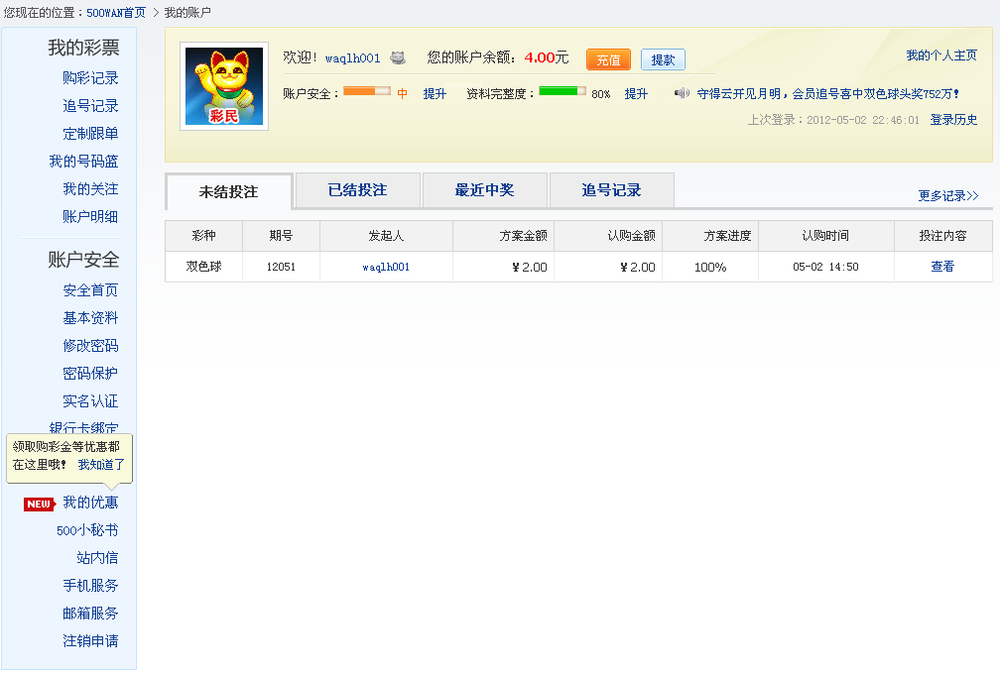 您现在的位置：500WAN首页 > 我的账户
我的彩票
购彩记录
追号记录
定制跟单
我的号码篮
我的关注
账户明细
账户安全
安全首页
基本资料
修改密码
密码保护
实名认证
银行卡绑定
领取购彩金等优惠都
在这里哦！ 我知道了
NEW 我的优惠
500小秘书
站内信
手机服务
邮箱服务
注销申请
彩民
欢迎！waqlh001 您的账户余额：4.00元 充值 提款 我的个人主页
账户安全： 中 提升 资料完整度： 80% 提升 守得云开见月明，会员追号喜中双色球头奖752万！
上次登录：2012-05-02 22:46:01 登录历史
未结投注 已结投注 最近中奖 追号记录 更多记录>>
彩种 期号 发起人 方案金额 认购金额 方案进度 认购时间 投注内容
双色球 12051 waqlh001 ￥2.00 ￥2.00 100% 05-02 14:50 查看